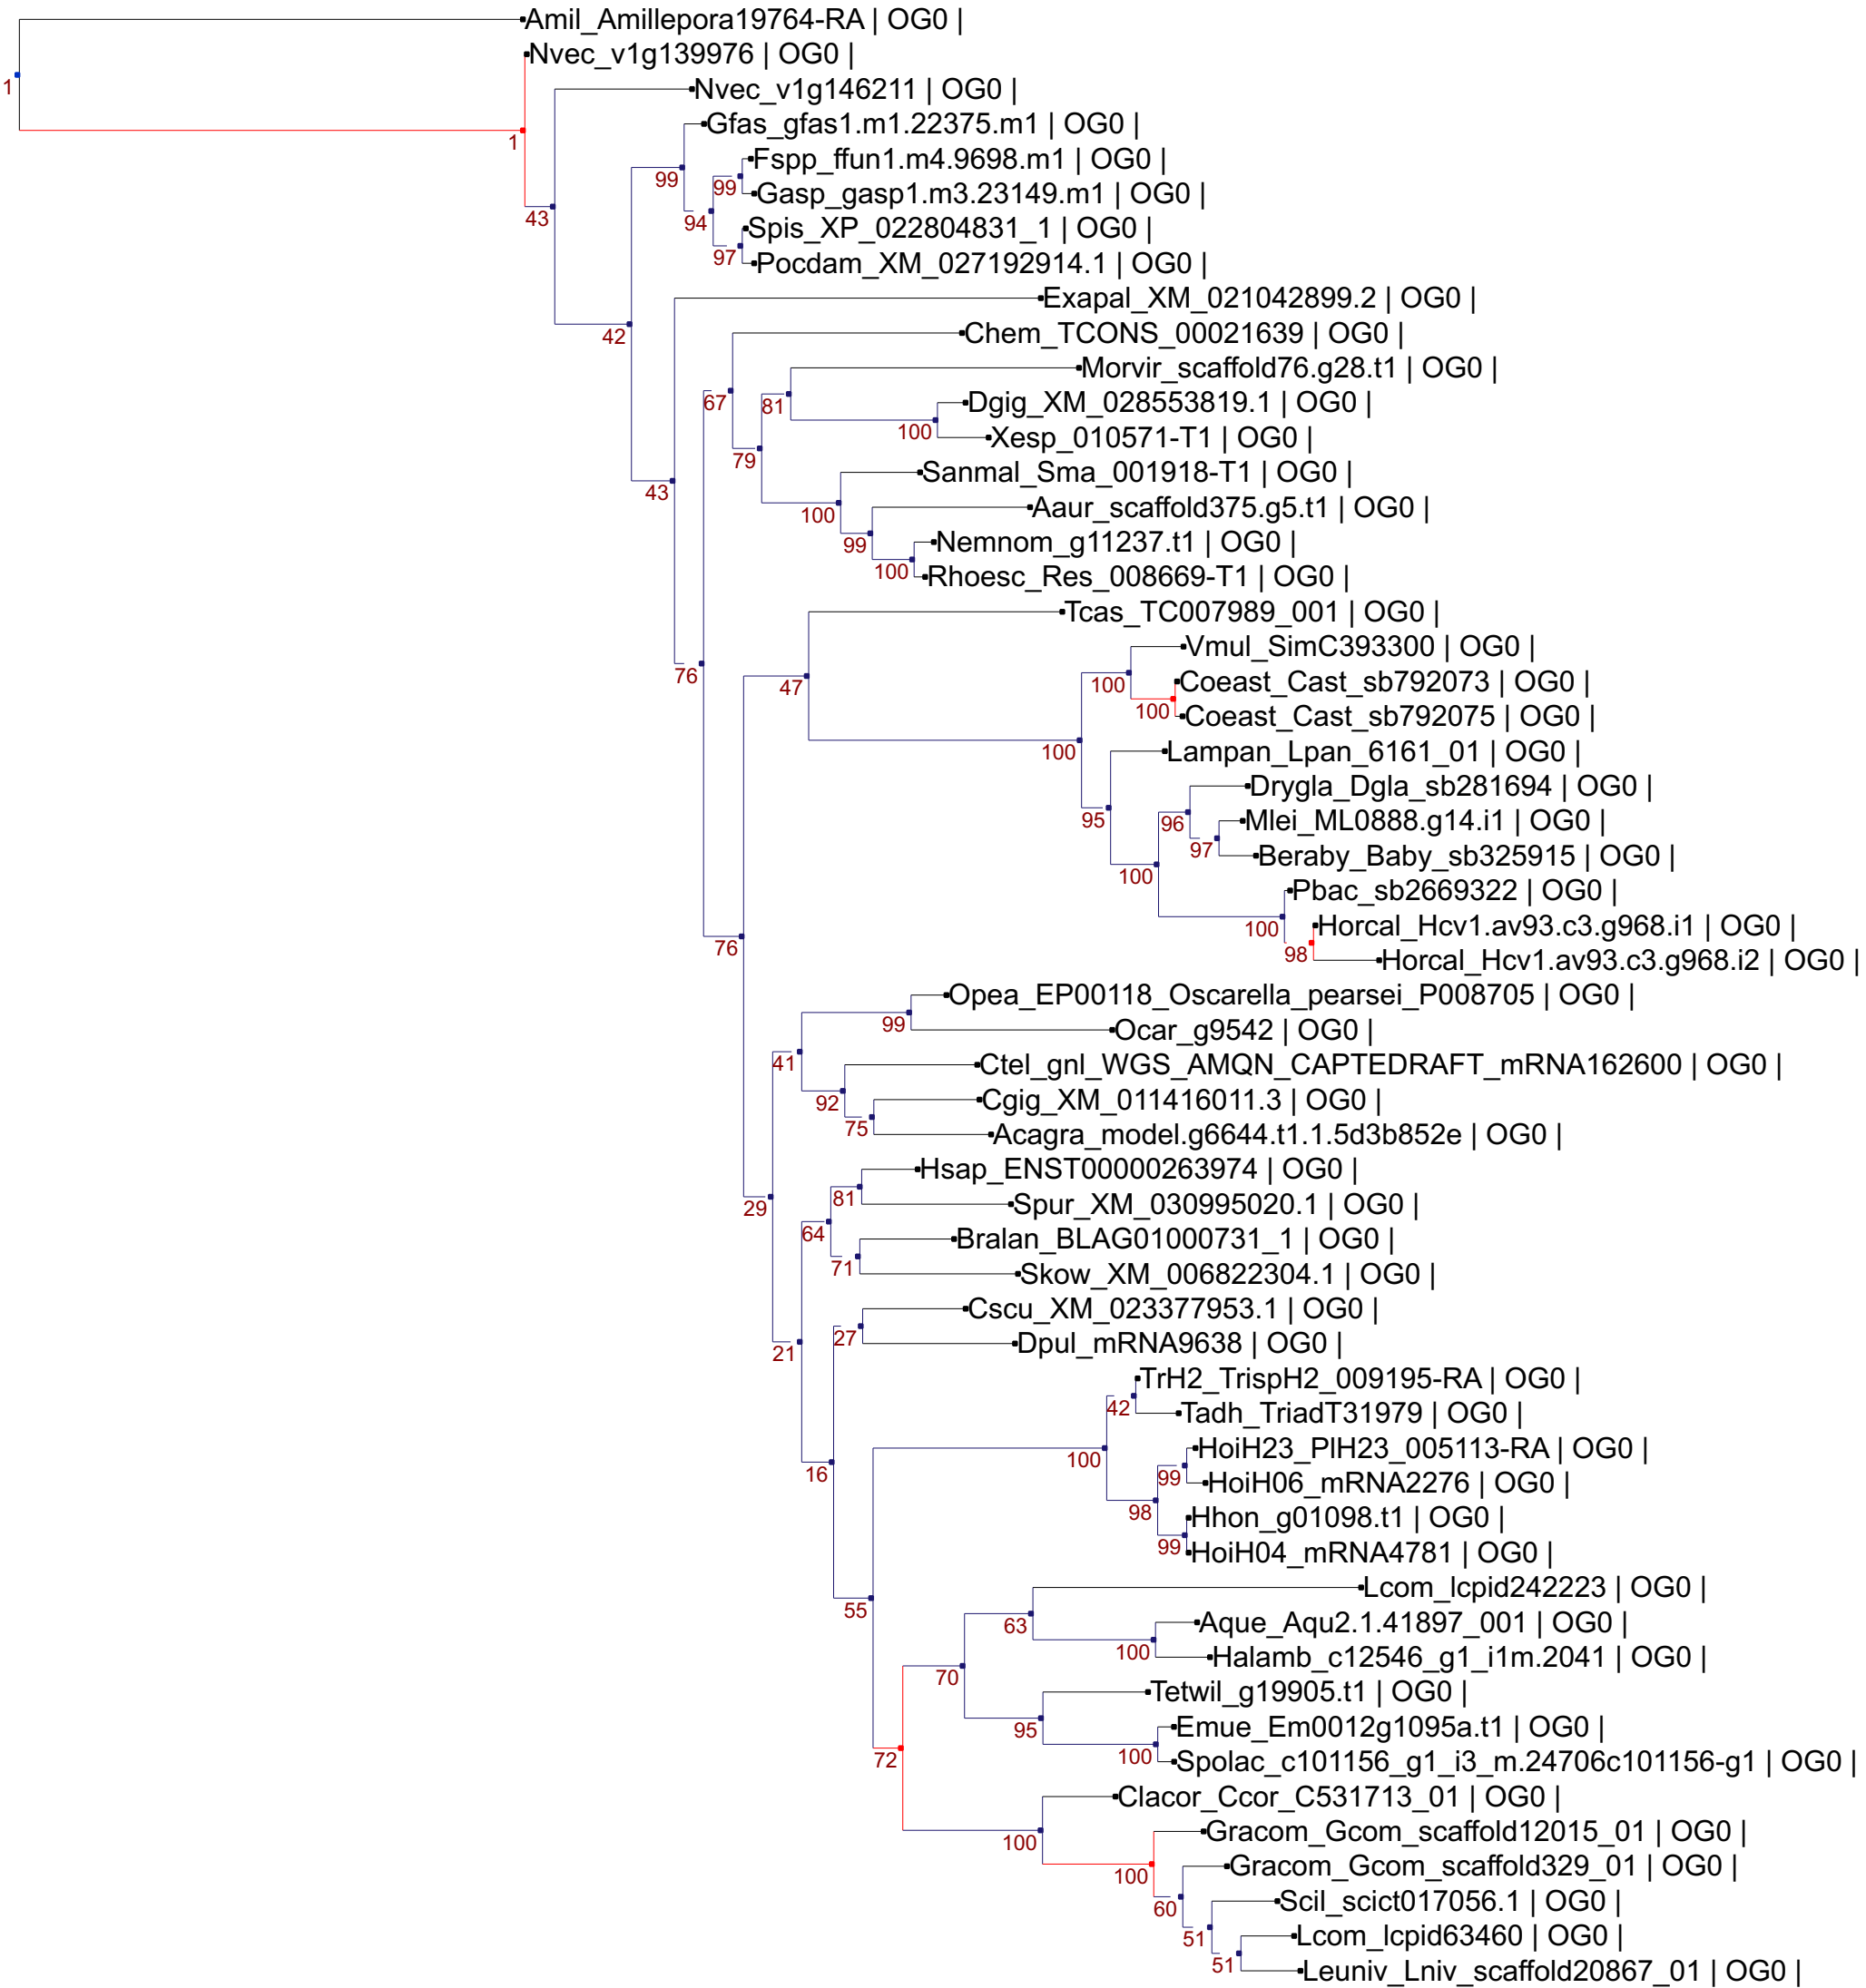 Amil_Amillepora19764-RA | OG0 |
Nvec_v1g139976 | OG0 |
1
Nvec_v1g146211 | OG0 |
Gfas_gfas1.m1.22375.m1 | OG0 |
1
Fspp_ffun1.m4.9698.m1 | OG0 |
99
99
Gasp_gasp1.m3.23149.m1 | OG0 |
43
94
Spis_XP_022804831_1 | OG0 |
97
Pocdam_XM_027192914.1 | OG0 |
Exapal_XM_021042899.2 | OG0 |
42
Chem_TCONS_00021639 | OG0 |
Morvir_scaffold76.g28.t1 | OG0 |
67
81
Dgig_XM_028553819.1 | OG0 |
100
Xesp_010571-T1 | OG0 |
79
Sanmal_Sma_001918-T1 | OG0 |
43
Aaur_scaffold375.g5.t1 | OG0 |
100
Nemnom_g11237.t1 | OG0 |
99
100
Rhoesc_Res_008669-T1 | OG0 |
Tcas_TC007989_001 | OG0 |
Vmul_SimC393300 | OG0 |
76
47
100
Coeast_Cast_sb792073 | OG0 |
100
Coeast_Cast_sb792075 | OG0 |
100
Lampan_Lpan_6161_01 | OG0 |
Drygla_Dgla_sb281694 | OG0 |
95
96
Mlei_ML0888.g14.i1 | OG0 |
97
Beraby_Baby_sb325915 | OG0 |
100
Pbac_sb2669322 | OG0 |
100
Horcal_Hcv1.av93.c3.g968.i1 | OG0 |
76
98
Horcal_Hcv1.av93.c3.g968.i2 | OG0 |
Opea_EP00118_Oscarella_pearsei_P008705 | OG0 |
99
Ocar_g9542 | OG0 |
41
Ctel_gnl_WGS_AMQN_CAPTEDRAFT_mRNA162600 | OG0 |
92
Cgig_XM_011416011.3 | OG0 |
75
Acagra_model.g6644.t1.1.5d3b852e | OG0 |
Hsap_ENST00000263974 | OG0 |
81
29
Spur_XM_030995020.1 | OG0 |
64
Bralan_BLAG01000731_1 | OG0 |
71
Skow_XM_006822304.1 | OG0 |
Cscu_XM_023377953.1 | OG0 |
27
21
Dpul_mRNA9638 | OG0 |
TrH2_TrispH2_009195-RA | OG0 |
42
Tadh_TriadT31979 | OG0 |
100
HoiH23_PlH23_005113-RA | OG0 |
16
99
HoiH06_mRNA2276 | OG0 |
98
Hhon_g01098.t1 | OG0 |
99
HoiH04_mRNA4781 | OG0 |
Lcom_lcpid242223 | OG0 |
55
63
Aque_Aqu2.1.41897_001 | OG0 |
100
Halamb_c12546_g1_i1m.2041 | OG0 |
70
Tetwil_g19905.t1 | OG0 |
95
Emue_Em0012g1095a.t1 | OG0 |
72
100
Spolac_c101156_g1_i3_m.24706c101156-g1 | OG0 |
Clacor_Ccor_C531713_01 | OG0 |
100
Gracom_Gcom_scaffold12015_01 | OG0 |
100
Gracom_Gcom_scaffold329_01 | OG0 |
60
Scil_scict017056.1 | OG0 |
51
Lcom_lcpid63460 | OG0 |
51
Leuniv_Lniv_scaffold20867_01 | OG0 |